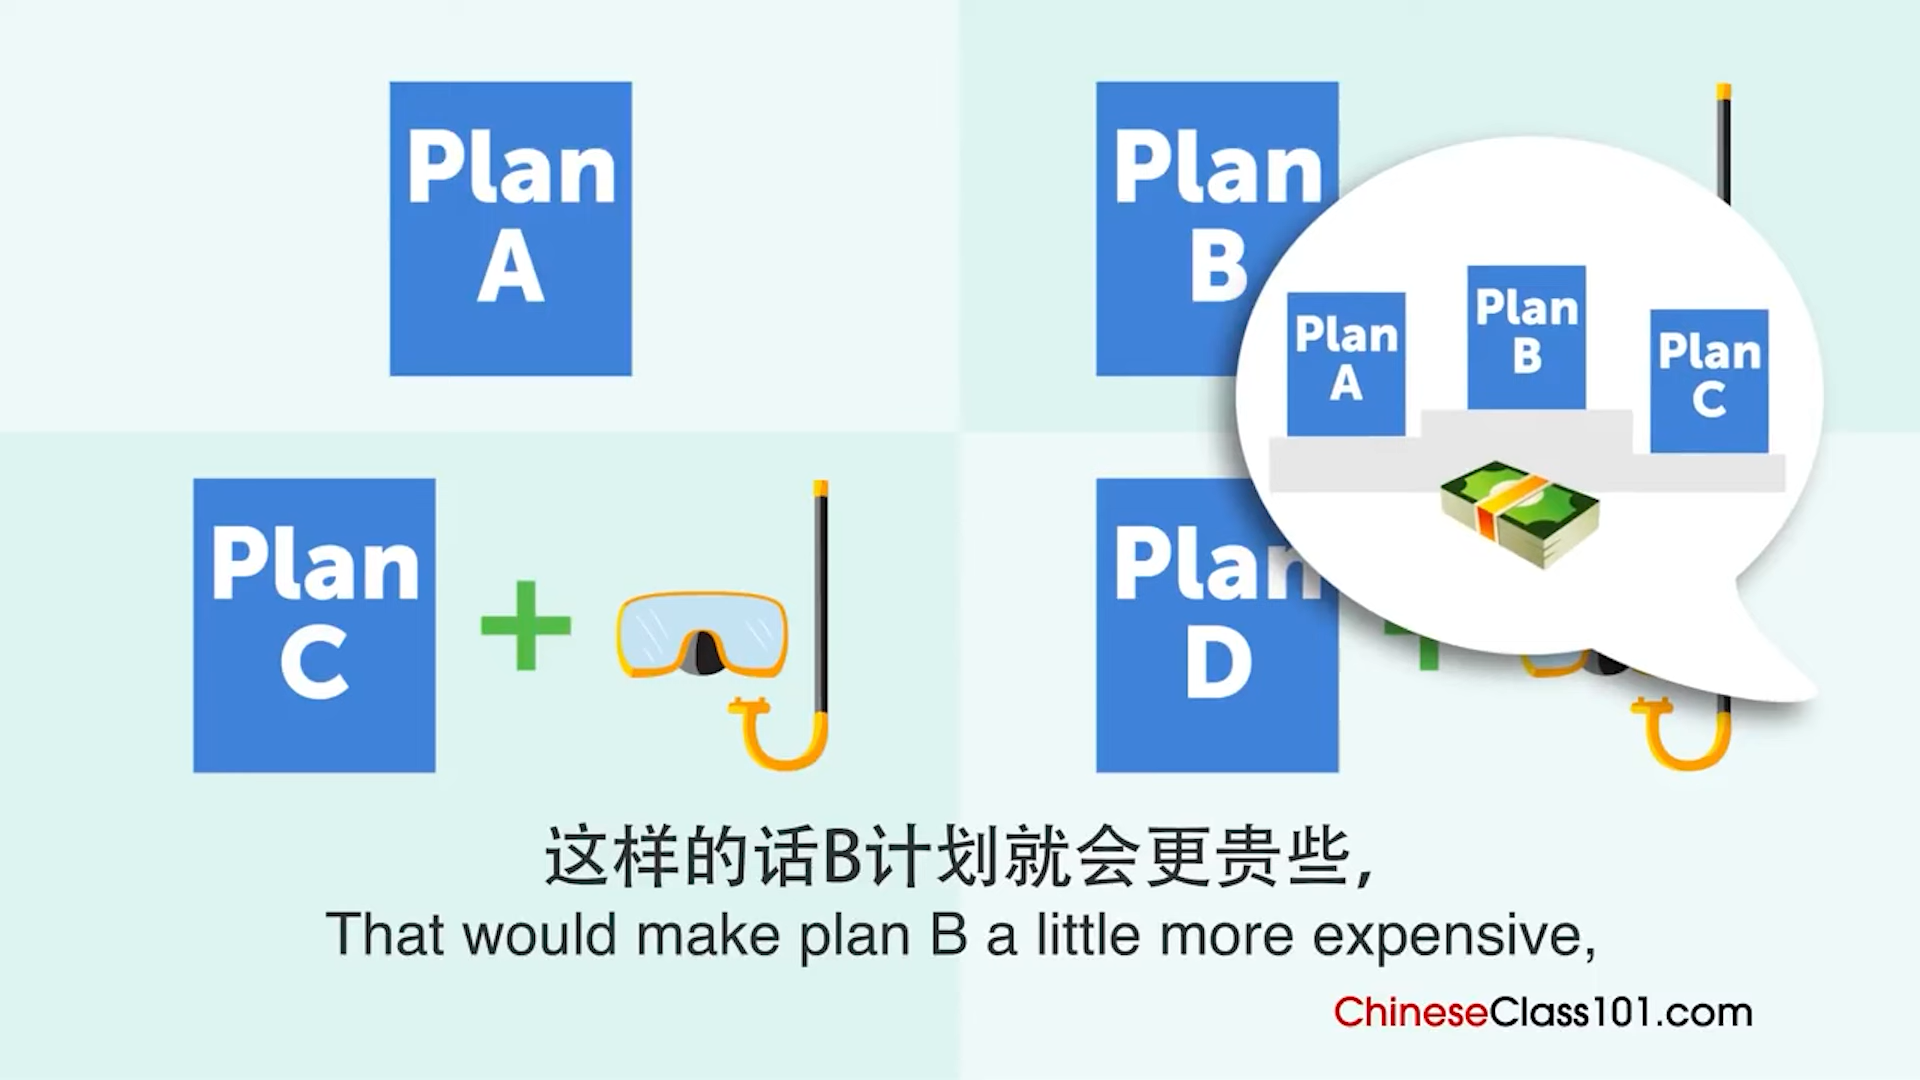 Plan
A
Plan
B
Plan
A
Plan
B
Plan
C
Plan
C
Plan
D
这样的话B计划就会更贵些,
That would make plan B a little more expensive,
ChineseClass101.com